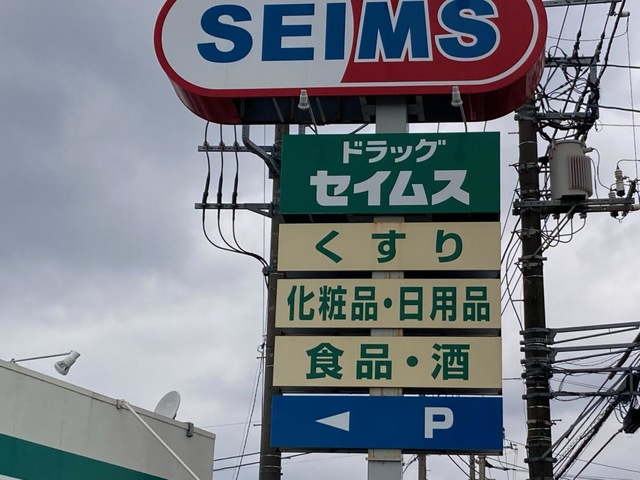 SEIMS
ドラッグ
セイムス
くすり
化粧品・日用品
食品・酒
P